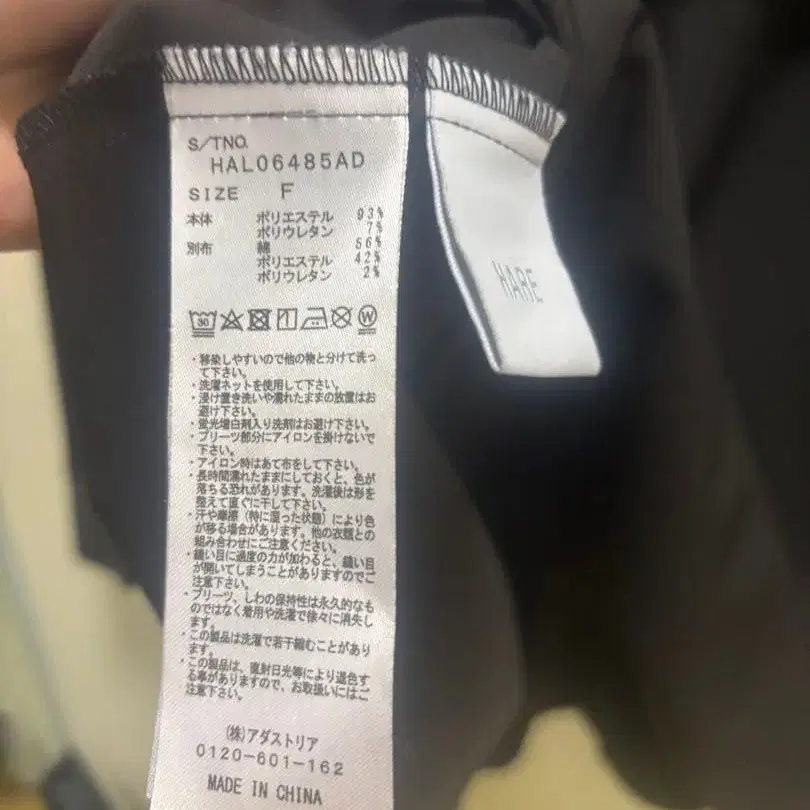 S/TNO.
HAL06485AD
SIZE F
本体 ポリエステル 93%
ポリウレタン 7%
別布 綿 56%
ポリエステル 42%
ポリウレタン 2%
30
W
・移染しやすいので他の物と分けて洗っ
て下さい。
・洗濯ネットを使用して下さい。
・浸け置き洗いや濡れたままの放置はお
避け下さい。
・蛍光増白剤入り洗剤はお避け下さい。
・プリーツ部分にアイロンを掛けないで
下さい。
・アイロン時はあて布をして下さい。
・長時間濡れたままにしておくと、色が
落ちる恐れがあります。洗濯後は形を
整えて直ぐに干して下さい。
・汗や摩擦（特に湿った状態）により色
が移る場合があります。他の衣類との
組み合わせにご注意ください。
・縫い目に過度の力が加わると、縫い目
が開いてしまうことがありますのでご
注意下さい。
・プリーツ、しわの保持性は永久的なも
のではなく着用や洗濯で徐々に消失し
ます。
・この製品は洗濯で若干縮むことがあり
ます。
・この製品は、直射日光等により退色す
る事がありますので、お取扱いにはご
注意下さい。
(株)アダストリア
0120-601-162
MADE IN CHINA
HARE